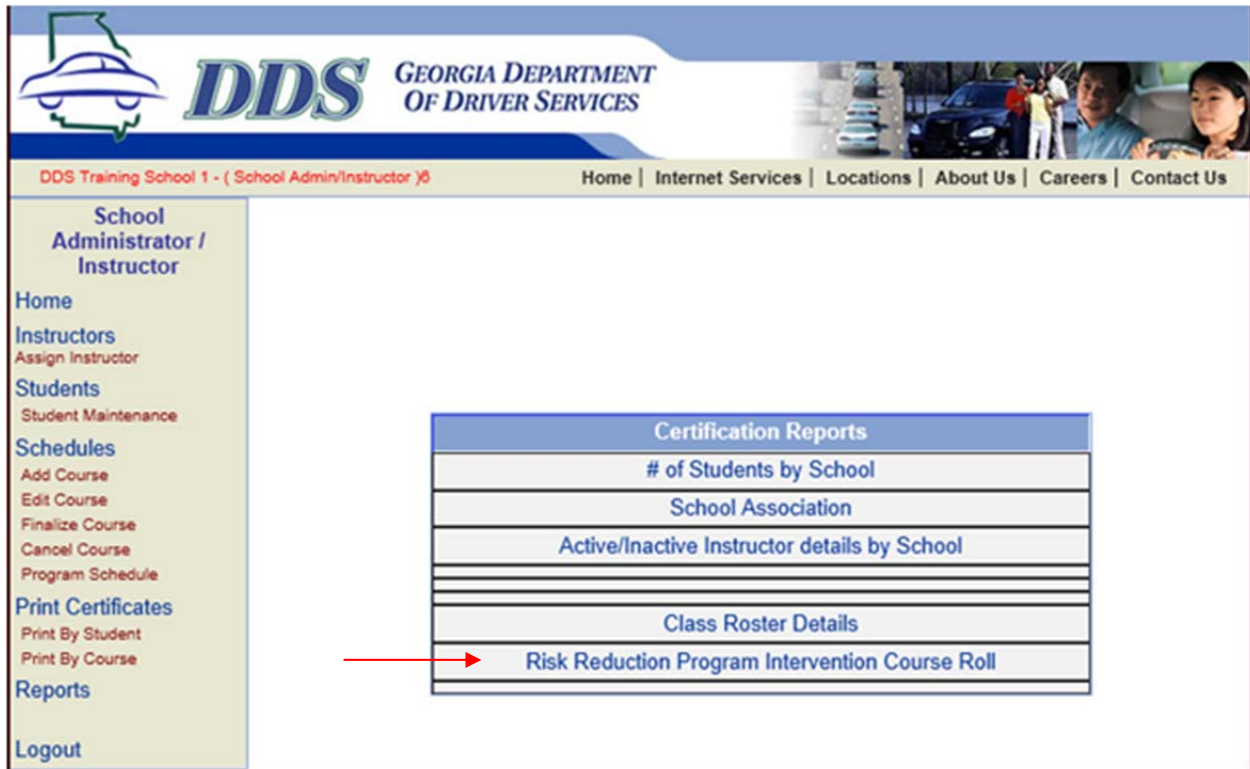 DDS
GEORGIA DEPARTMENT
OF DRIVER SERVICES
DDS Training School 1 - ( School Admin/Instructor )6
Home | Internet Services | Locations | About Us | Careers | Contact Us
School
Administrator /
Instructor
Home
Instructors
Assign Instructor
Students
Student Maintenance
Schedules
Add Course
Edit Course
Finalize Course
Cancel Course
Program Schedule
Print Certificates
Print By Student
Print By Course
Reports
Logout
Certification Reports
# of Students by School
School Association
Active/Inactive Instructor details by School
Class Roster Details
Risk Reduction Program Intervention Course Roll